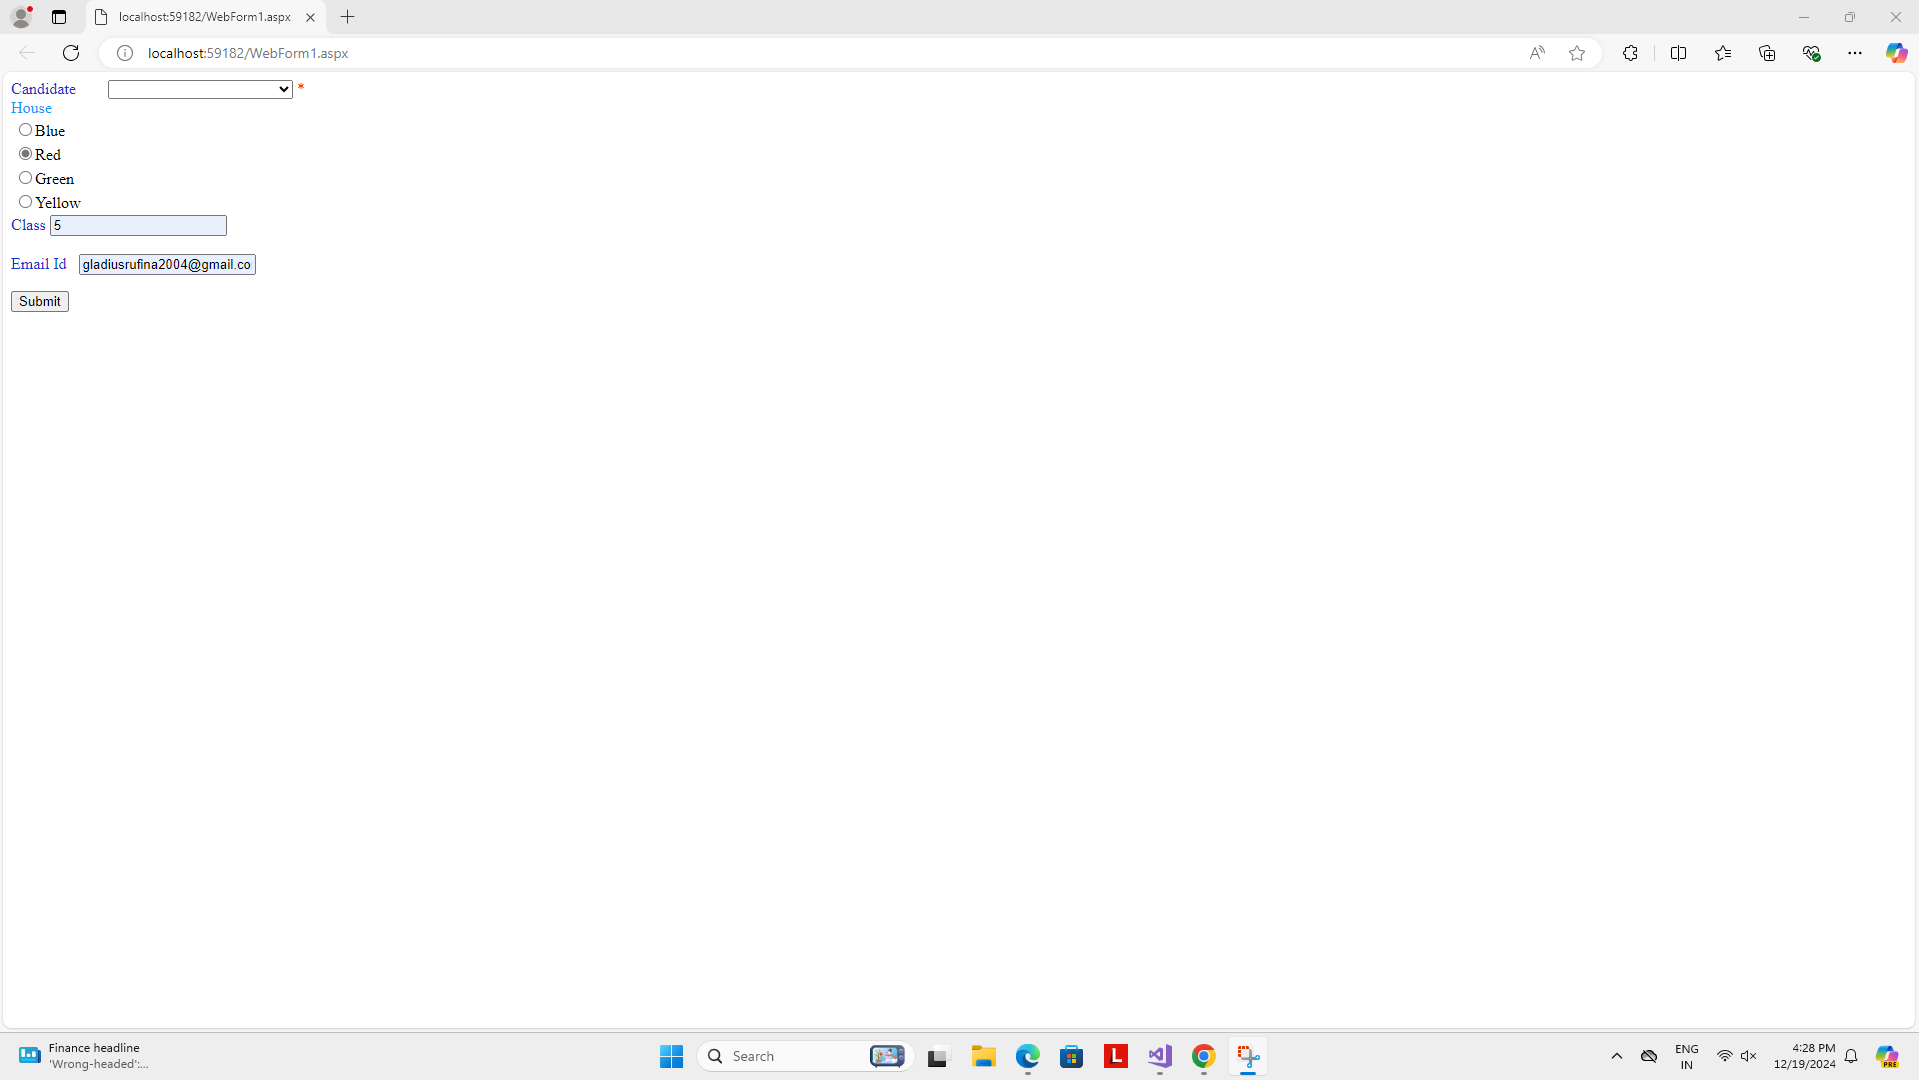 localhost:59182/WebForm1.aspx
localhost:59182/WebForm1.aspx
Candidate *
House
Blue
Red
Green
Yellow
Class 5
Email Id gladiusrufina2004@gmail.co
Submit
Finance headline
'Wrong-headed':...
Search
L
ENG
IN
4:28 PM
12/19/2024
PRE